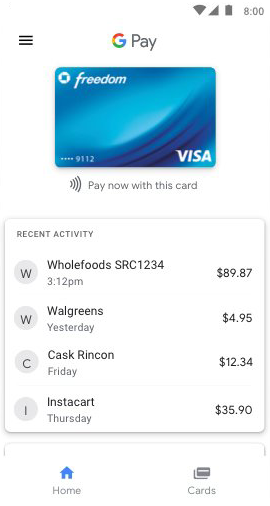 8:00
G Pay
freedom
•••• 9112
VISA
Pay now with this card
RECENT ACTIVITY
W Wholefoods SRC1234 $89.87
3:12pm
W Walgreens $4.95
Yesterday
C Cask Rincon $12.34
Friday
I Instacart $35.90
Thursday
Home Cards